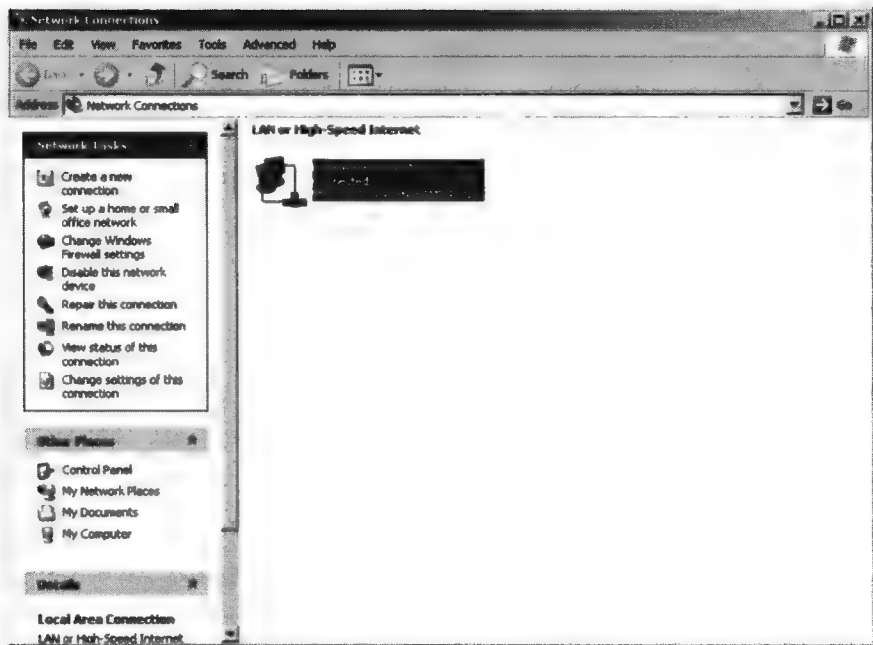 Network Connections
File Edit View Favorites Tools Advanced Help
Search Folders
Address Network Connections Go
Network Tasks
Create a new
connection
Set up a home or small
office network
Change Windows
Firewall settings
Disable this network
device
Repair this connection
Rename this connection
View status of this
connection
Change settings of this
connection
Other Places
Control Panel
My Network Places
My Documents
My Computer
Details
Local Area Connection
LAN or High-Speed Internet
LAN or High-Speed Internet